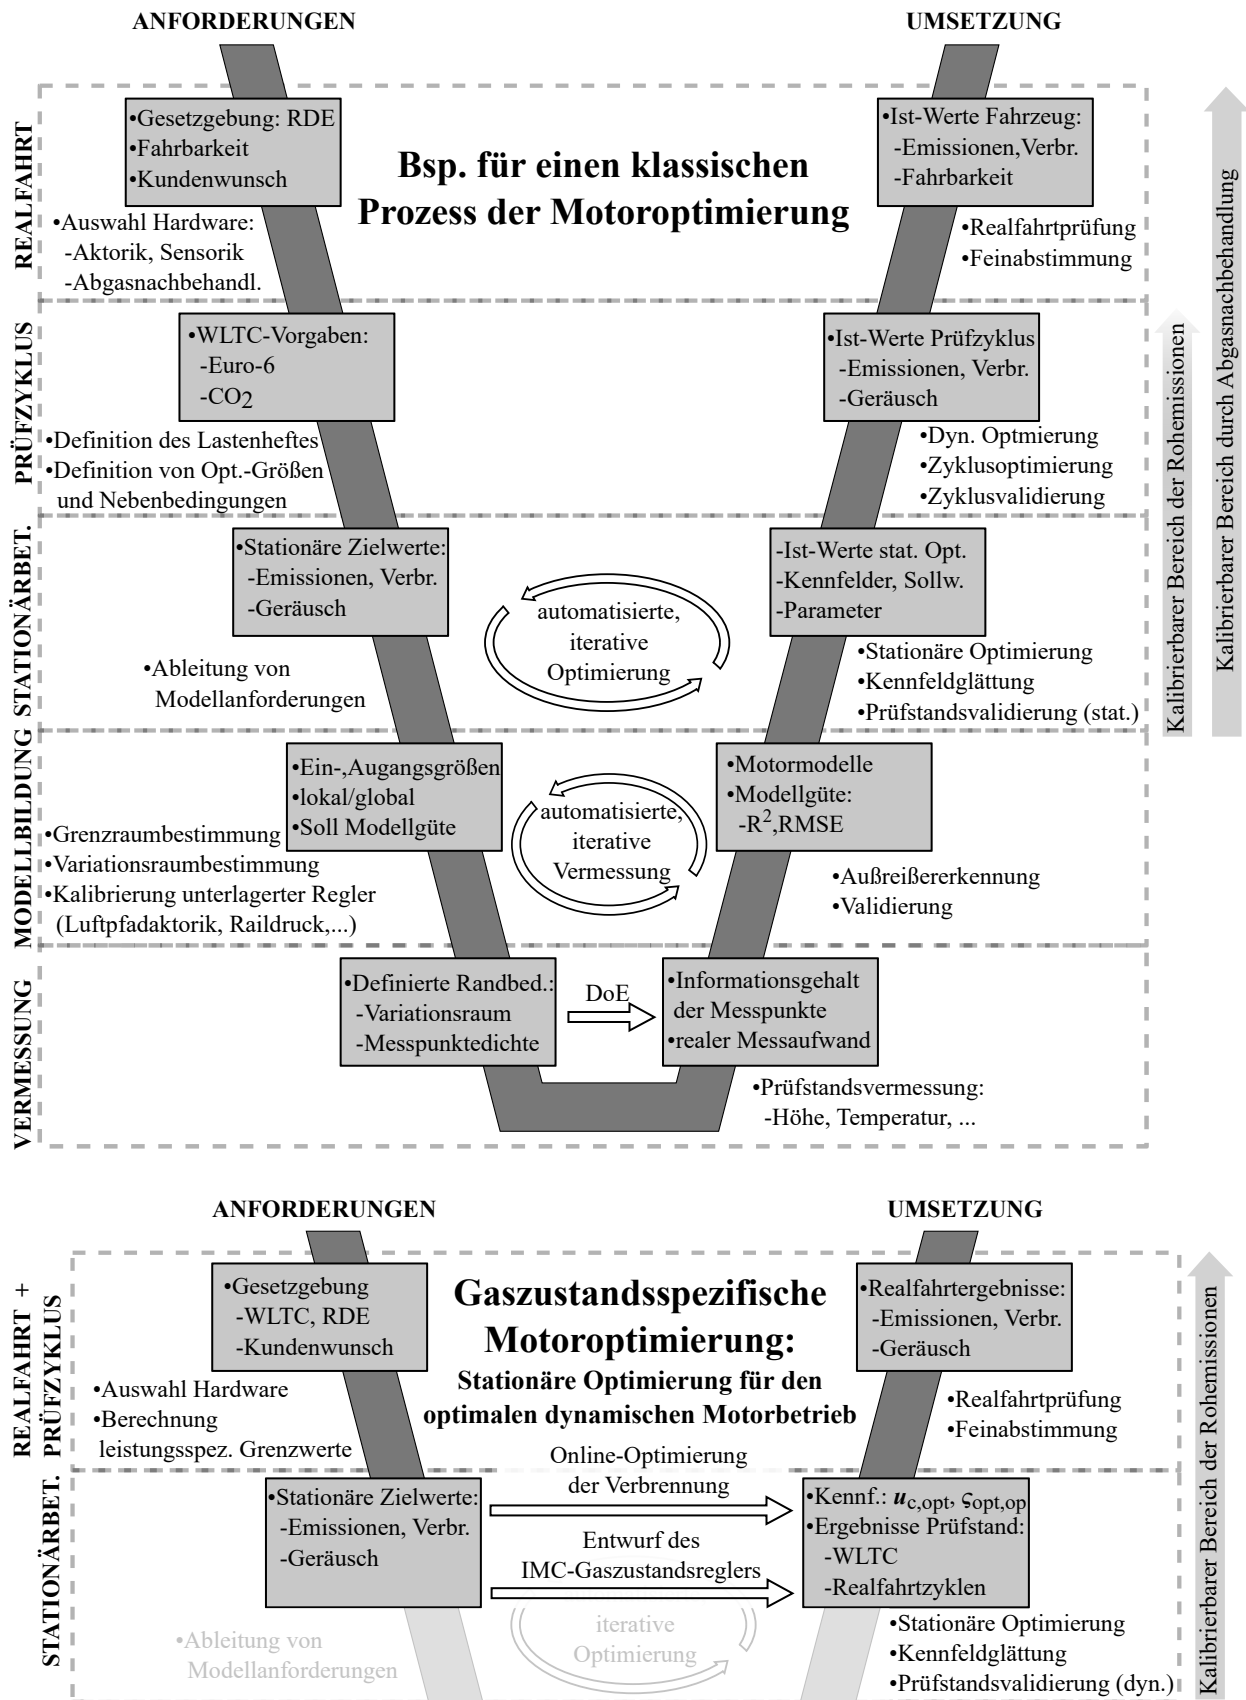 ANFORDERUNGEN
UMSETZUNG
REALFAHRT
•Gesetzgebung: RDE
•Fahrbarkeit
•Kundenwunsch
•Auswahl Hardware:
-Aktorik, Sensorik
-Abgasnachbehandl.
Bsp. für einen klassischen
Prozess der Motoroptimierung
•Ist-Werte Fahrzeug:
-Emissionen,Verbr.
-Fahrbarkeit
•Realfahrtprüfung
•Feinabstimmung
PRÜFZYKLUS
•WLTC-Vorgaben:
-Euro-6
-CO2
•Definition des Lastenheftes
•Definition von Opt.-Größen
und Nebenbedingungen
•Ist-Werte Prüfzyklus
-Emissionen, Verbr.
-Geräusch
•Dyn. Optmierung
•Zyklusoptimierung
•Zyklusvalidierung
STATIONÄRBET.
•Stationäre Zielwerte:
-Emissionen, Verbr.
-Geräusch
•Ableitung von
Modellanforderungen
automatisierte,
iterative
Optimierung
-Ist-Werte stat. Opt.
-Kennfelder, Sollw.
-Parameter
•Stationäre Optimierung
•Kennfeldglättung
•Prüfstandsvalidierung (stat.)
MODELLBILDUNG
•Ein-,Augangsgrößen
•lokal/global
•Soll Modellgüte
•Grenzraumbestimmung
•Variationsraumbestimmung
•Kalibrierung unterlagerter Regler
(Luftpfadaktorik, Raildruck,...)
automatisierte,
iterative
Vermessung
•Motormodelle
•Modellgüte:
-R2,RMSE
•Außreißererkennung
•Validierung
VERMESSUNG
•Definierte Randbed.:
-Variationsraum
-Messpunktedichte
DoE
•Informationsgehalt
der Messpunkte
•realer Messaufwand
•Prüfstandsvermessung:
-Höhe, Temperatur, ...
Kalibrierbarer Bereich der Rohemissionen
Kalibrierbarer Bereich durch Abgasnachbehandlung
ANFORDERUNGEN
UMSETZUNG
REALFAHRT +
PRÜFZYKLUS
•Gesetzgebung
-WLTC, RDE
-Kundenwunsch
•Auswahl Hardware
•Berechnung
leistungsspez. Grenzwerte
Gaszustandsspezifische
Motoroptimierung:
Stationäre Optimierung für den
optimalen dynamischen Motorbetrieb
•Realfahrtergebnisse:
-Emissionen, Verbr.
-Geräusch
•Realfahrtprüfung
•Feinabstimmung
STATIONÄRBET.
•Stationäre Zielwerte:
-Emissionen, Verbr.
-Geräusch
Online-Optimierung
der Verbrennung
Entwurf des
IMC-Gaszustandsreglers
•Kennf.: uc,opt, ςopt,op
•Ergebnisse Prüfstand:
-WLTC
-Realfahrtzyklen
•Ableitung von
Modellanforderungen
iterative
Optimierung
•Stationäre Optimierung
•Kennfeldglättung
•Prüfstandsvalidierung (dyn.)
Kalibrierbarer Bereich der Rohemissionen